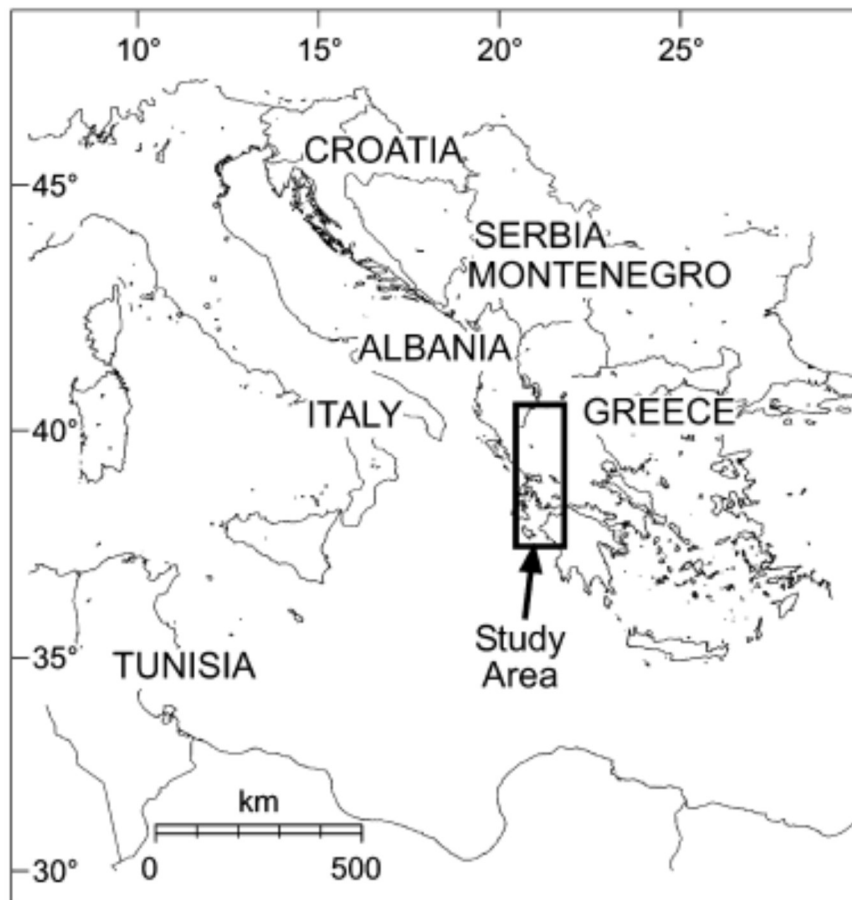 10° 15° 20° 25°
CROATIA
45°
SERBIA
MONTENEGRO
ALBANIA
ITALY
GREECE
40°
Study
Area
35°
TUNISIA
km
0 500
30°